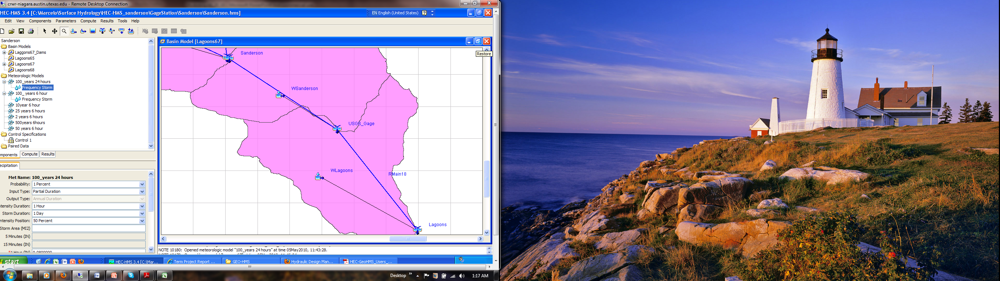 crwr-niagara.austin.utexas.edu - Remote Desktop Connection
HEC-HMS 3.4 [C:\Marcelo\Surface Hydrology\HEC-HMS_sanderson\GageStation\Sanderson\Sanderson.hms]
EN English (United States)
Edit View Components Parameters Compute Results Tools Help
Sanderson
Basin Models
Laggons67_Dams
Lagoons65
Lagoons67
Lagoons68
Meteorologic Models
100_years 24 hours
Frequency Storm
100_ years 6 hour
Frequency Storm
10year 6 hour
25 years 6 hours
2 years 6 hours
500years 6hours
50 years 6 hour
Control Specifications
Control 1
Paired Data
mponents Compute Results
ecipitation
Met Name: 100_years 24 hours
Probability: 1 Percent
Input Type: Partial Duration
Output Type: Annual Duration
ntensity Duration: 1 Hour
Storm Duration: 1 Day
ntensity Position: 50 Percent
Storm Area (MI2)
5 Minutes (IN)
15 Minutes (IN)
*1 Hour (IN)
Basin Model [Lagoons67]
Restore
Sanderson
WSanderson
USGS_Gage
WLagoons
RMain18
Lagoons
NOTE 10180: Opened meteorologic model "100_years 24 hours" at time 05May2010, 11:43:28.
start
HEC-HMS 3.4 [C:\Mar...
Term Project Report ...
GEO-HMS
Hydraulic Design Man...
HEC-GeoHMS_Users_...
Desktop
1:17 AM